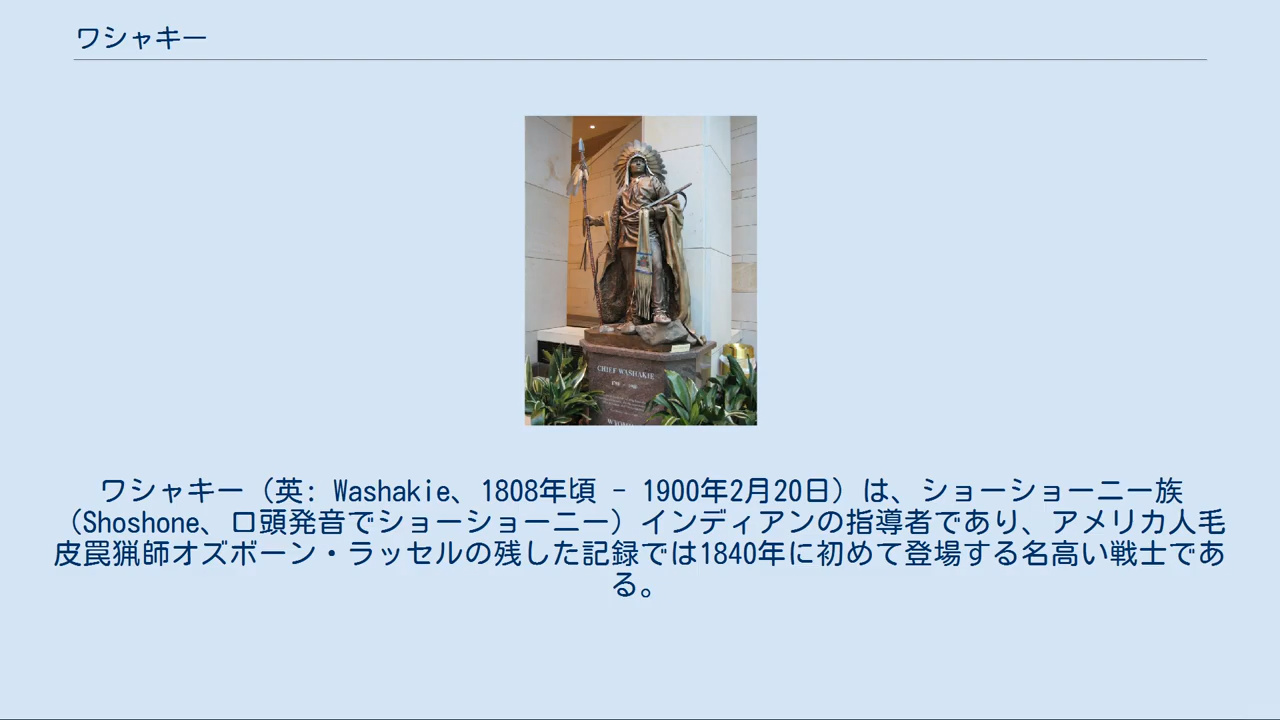 ワシャキー
CHIEF WASHAKIE
ワシャキー（英: Washakie、1808年頃 – 1900年2月20日）は、ショーショーニー族
（Shoshone、口頭発音でショーショーニー）インディアンの指導者であり、アメリカ人毛
皮罠猟師オズボーン・ラッセルの残した記録では1840年に初めて登場する名高い戦士であ
る。